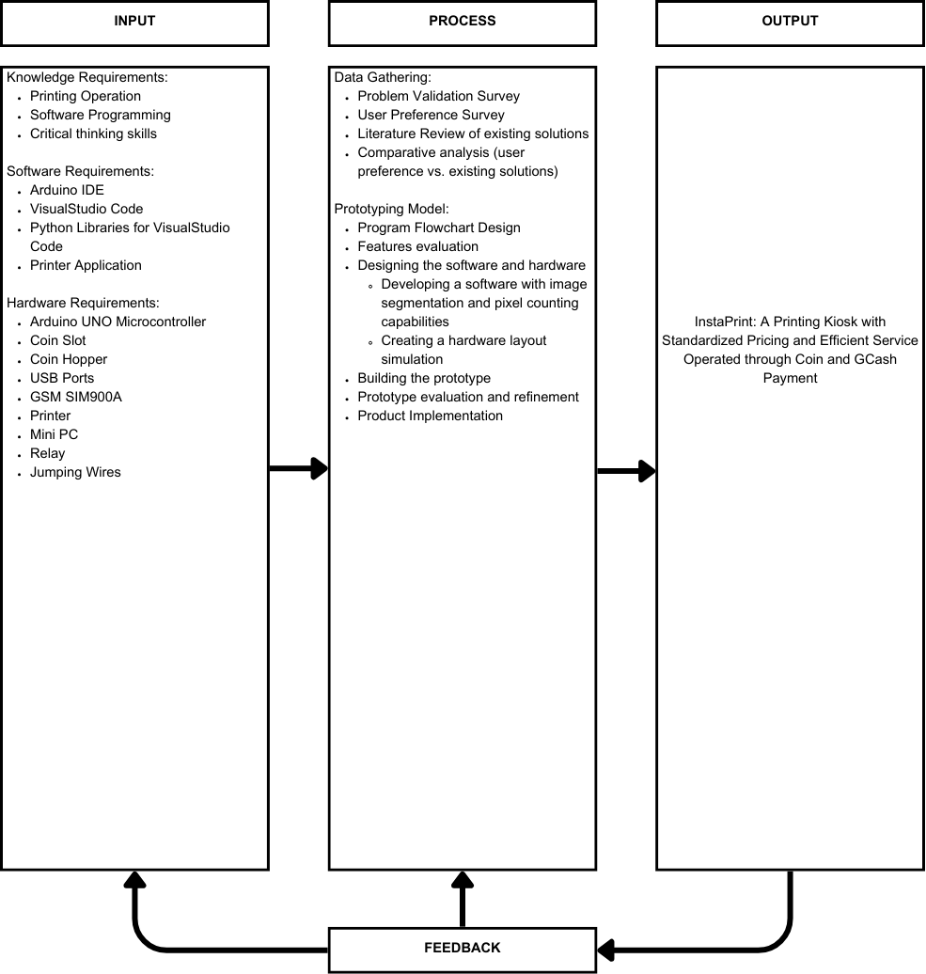 INPUT
PROCESS
OUTPUT
Knowledge Requirements:
• Printing Operation
• Software Programming
• Critical thinking skills
Software Requirements:
• Arduino IDE
• VisualStudio Code
• Python Libraries for VisualStudio
Code
• Printer Application
Hardware Requirements:
• Arduino UNO Microcontroller
• Coin Slot
• Coin Hopper
• USB Ports
• GSM SIM900A
• Printer
• Mini PC
• Relay
• Jumping Wires
Data Gathering:
• Problem Validation Survey
• User Preference Survey
• Literature Review of existing solutions
• Comparative analysis (user
preference vs. existing solutions)
Prototyping Model:
• Program Flowchart Design
• Features evaluation
• Designing the software and hardware
◦ Developing a software with image
segmentation and pixel counting
capabilities
◦ Creating a hardware layout
simulation
• Building the prototype
• Prototype evaluation and refinement
• Product Implementation
InstaPrint: A Printing Kiosk with
Standardized Pricing and Efficient Service
Operated through Coin and GCash
Payment
FEEDBACK